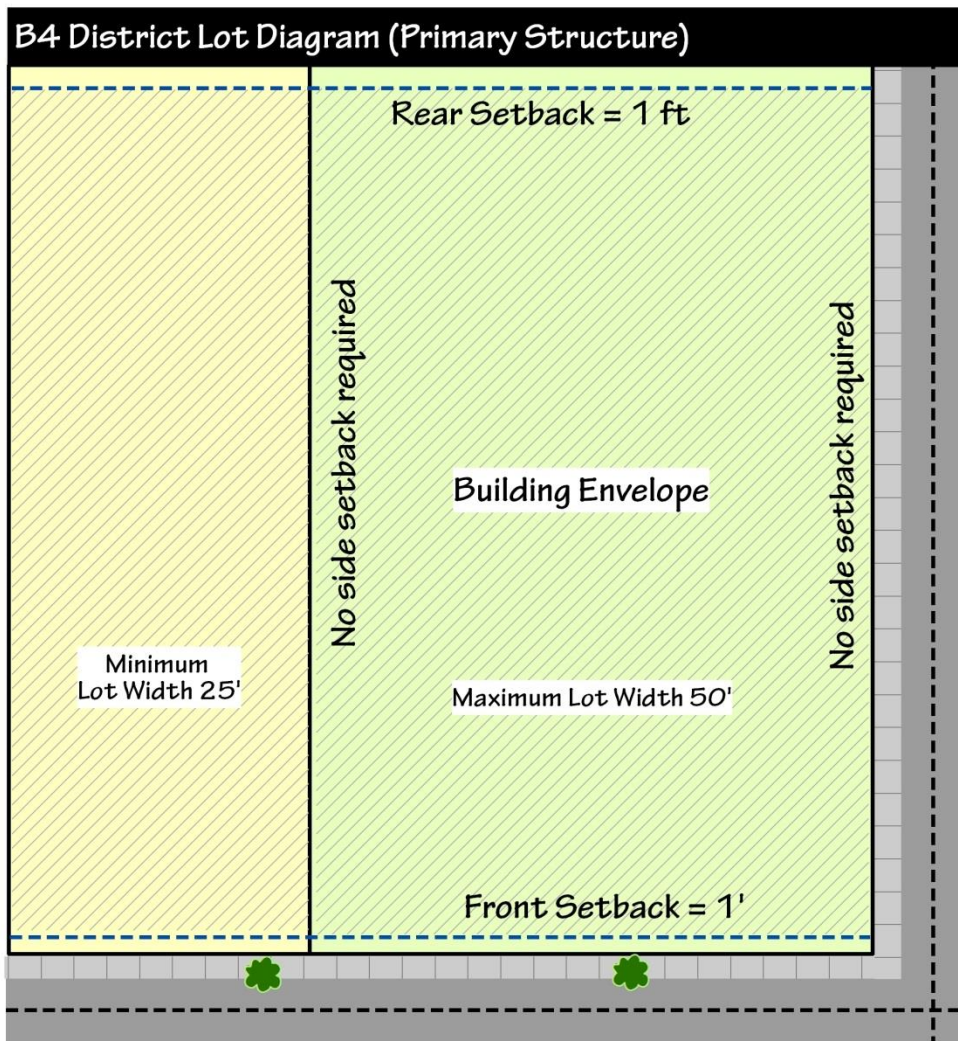 B4 District Lot Diagram (Primary Structure)
Rear Setback = 1 ft
No side setback required
No side setback required
Building Envelope
Minimum
Lot Width 25'
Maximum Lot Width 50'
Front Setback = 1'